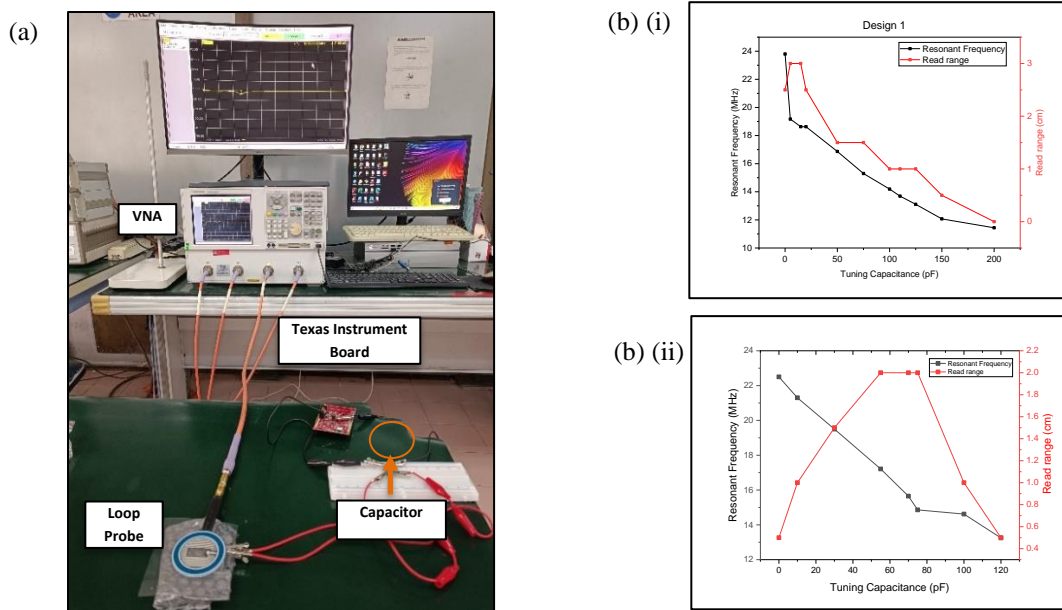 (a)
AREA
VNA
Texas Instrument
Board
Loop
Probe
Capacitor
(b) (i)
Design 1
Resonant Frequency
Read range
24
22
20
18
16
14
12
10
Resonant Frequency (MHz)
3
2
1
0
Read range (cm)
0 50 100 150 200
Tuning Capacitance (pF)
b) (ii)
Resonant Frequency
Read range
24
22
20
18
16
14
12
Resonant Frequency (MHz)
2.2
2.0
1.8
1.6
1.4
1.2
1.0
0.8
0.6
0.4
Read range (cm)
0 20 40 60 80 100 120
Tuning Capacitance (pF)